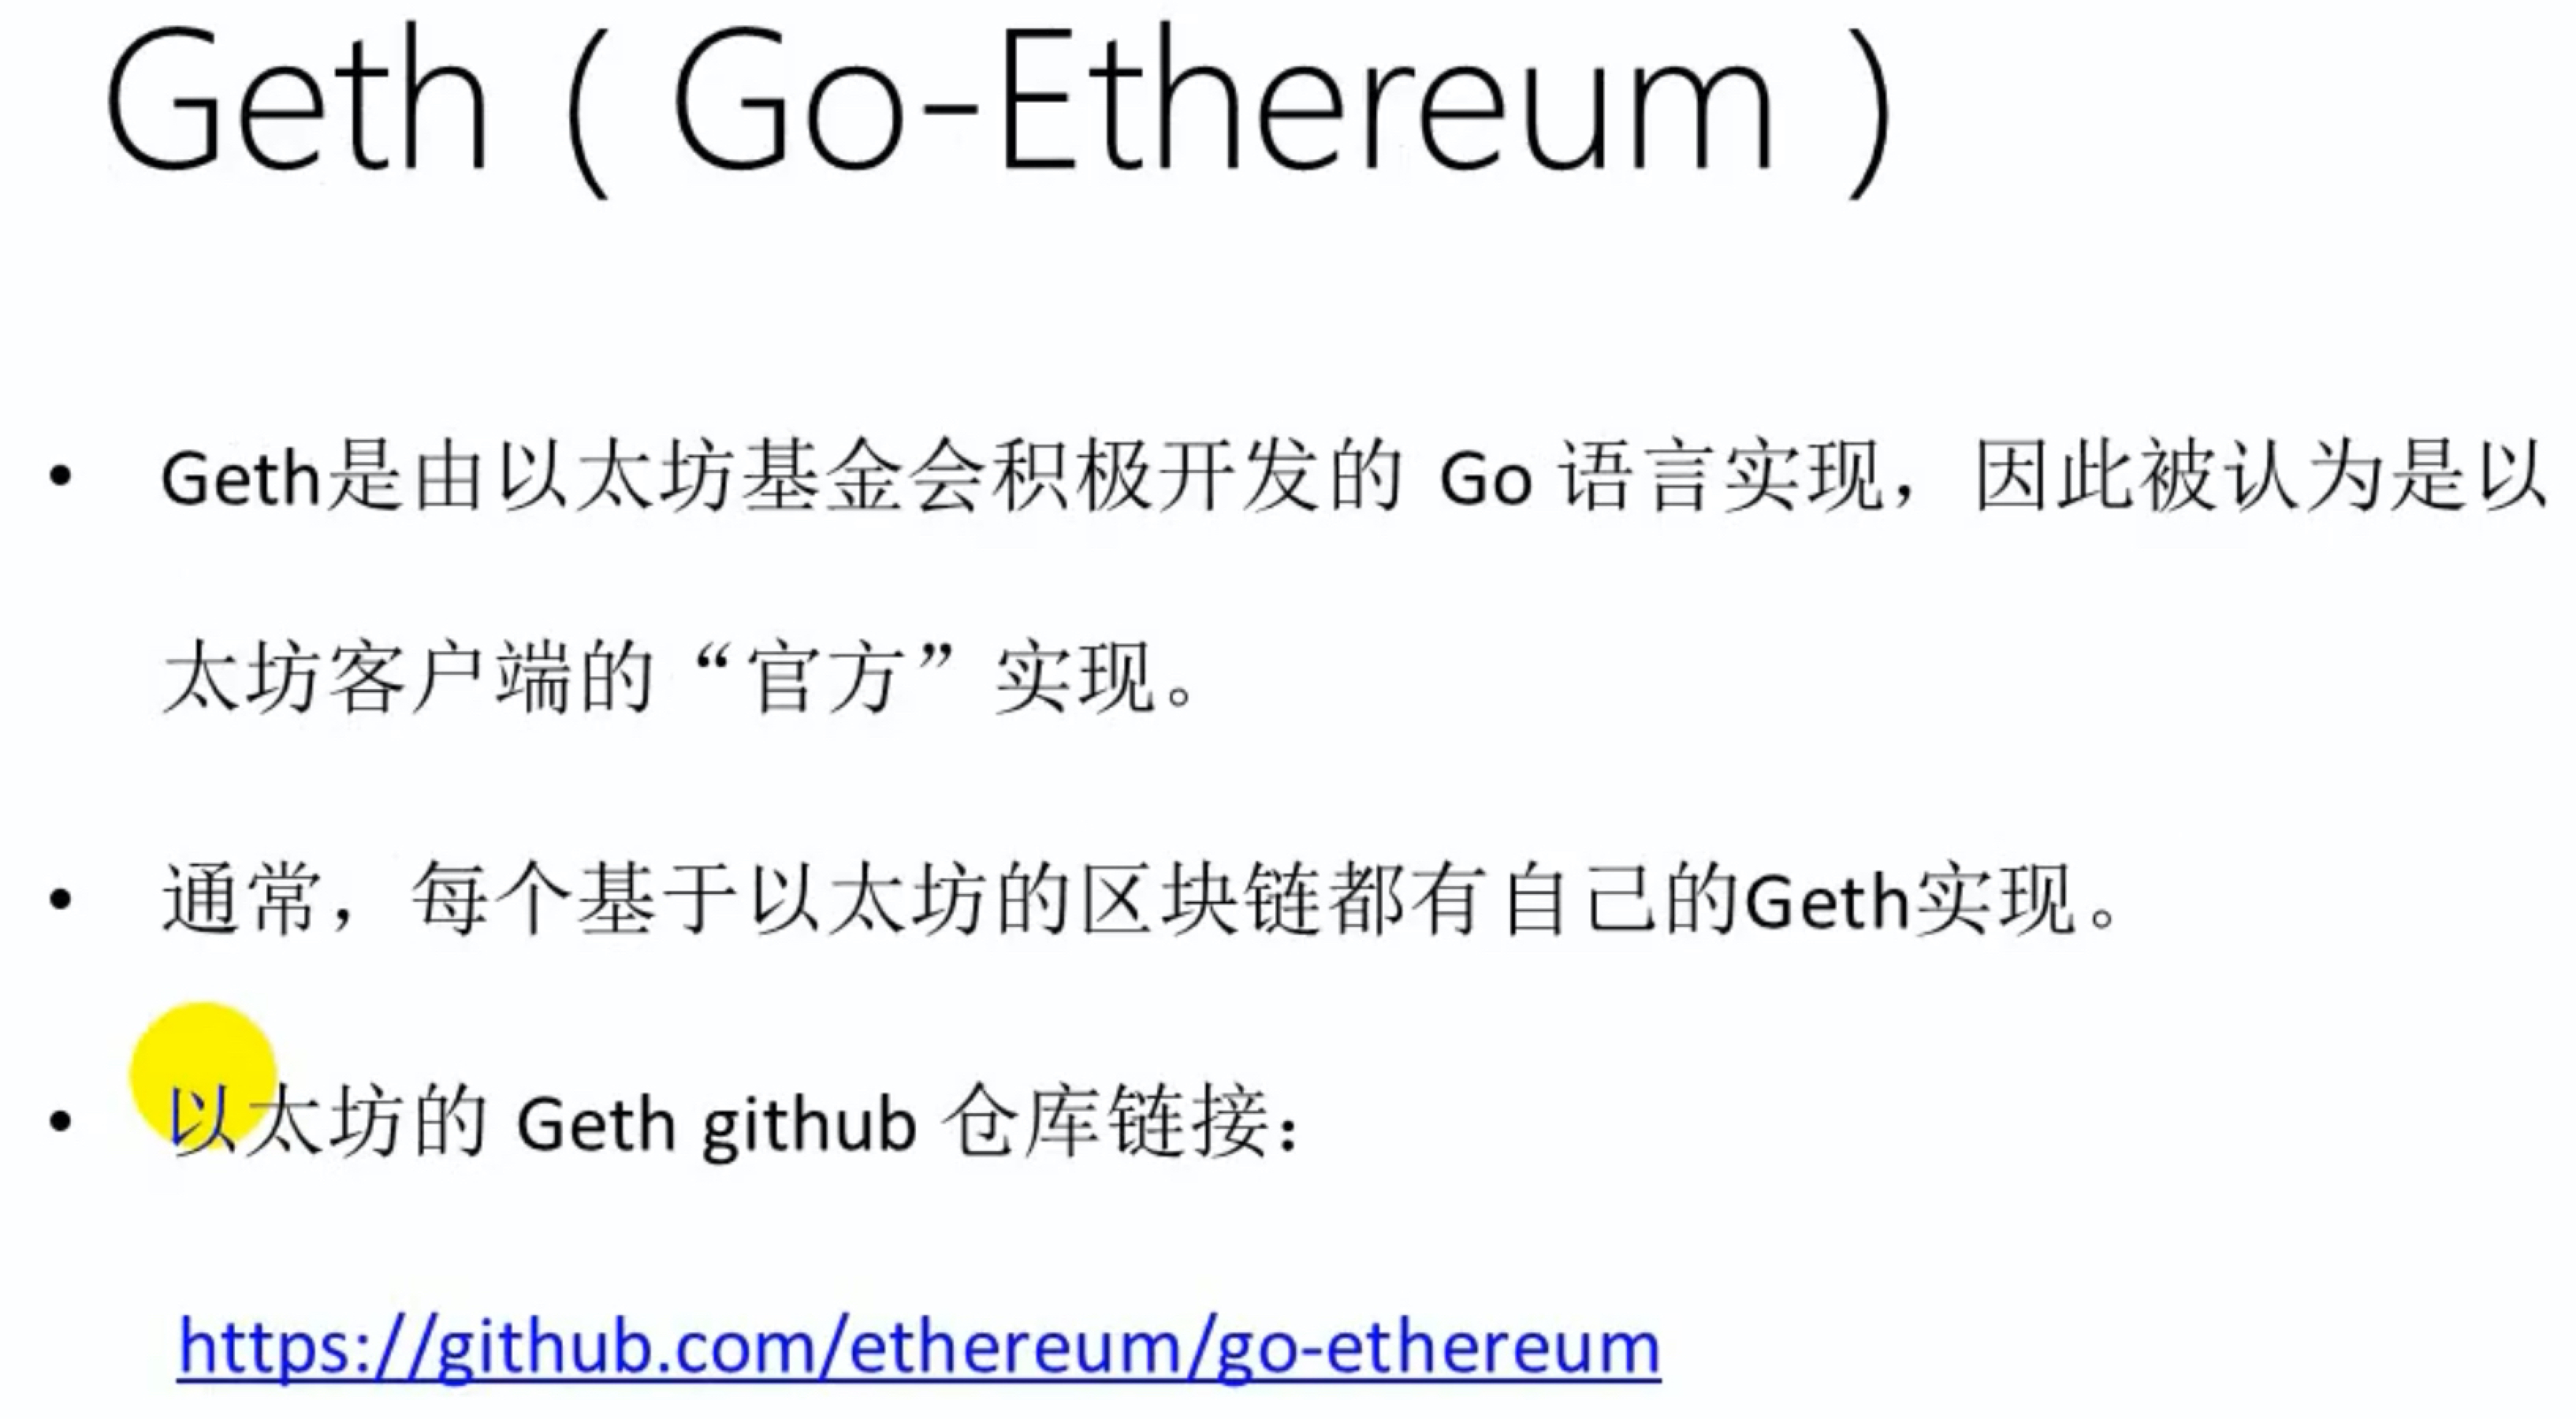 Geth（Go-Ethereum）
• Geth是由以太坊基金会积极开发的 Go 语言实现，因此被认为是以
太坊客户端的“官方”实现。
• 通常，每个基于以太坊的区块链都有自己的Geth实现。
• 以太坊的 Geth github 仓库链接：
https://github.com/ethereum/go-ethereum